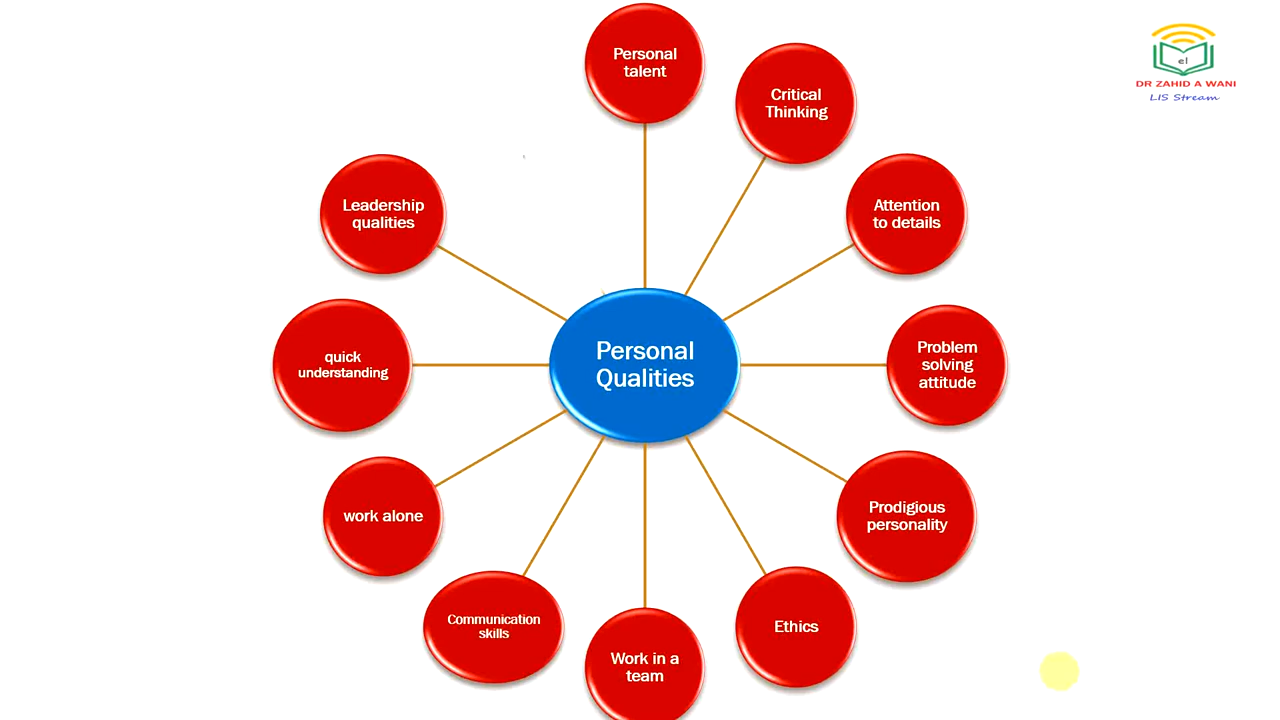 Personal
talent
Critical
Thinking
Attention
to details
Problem
solving
attitude
Prodigious
personality
Ethics
Work in a
team
Communication
skills
work alone
quick
understanding
Leadership
qualities
Personal
Qualities
el
DR ZAHID A WANI
LIS Stream